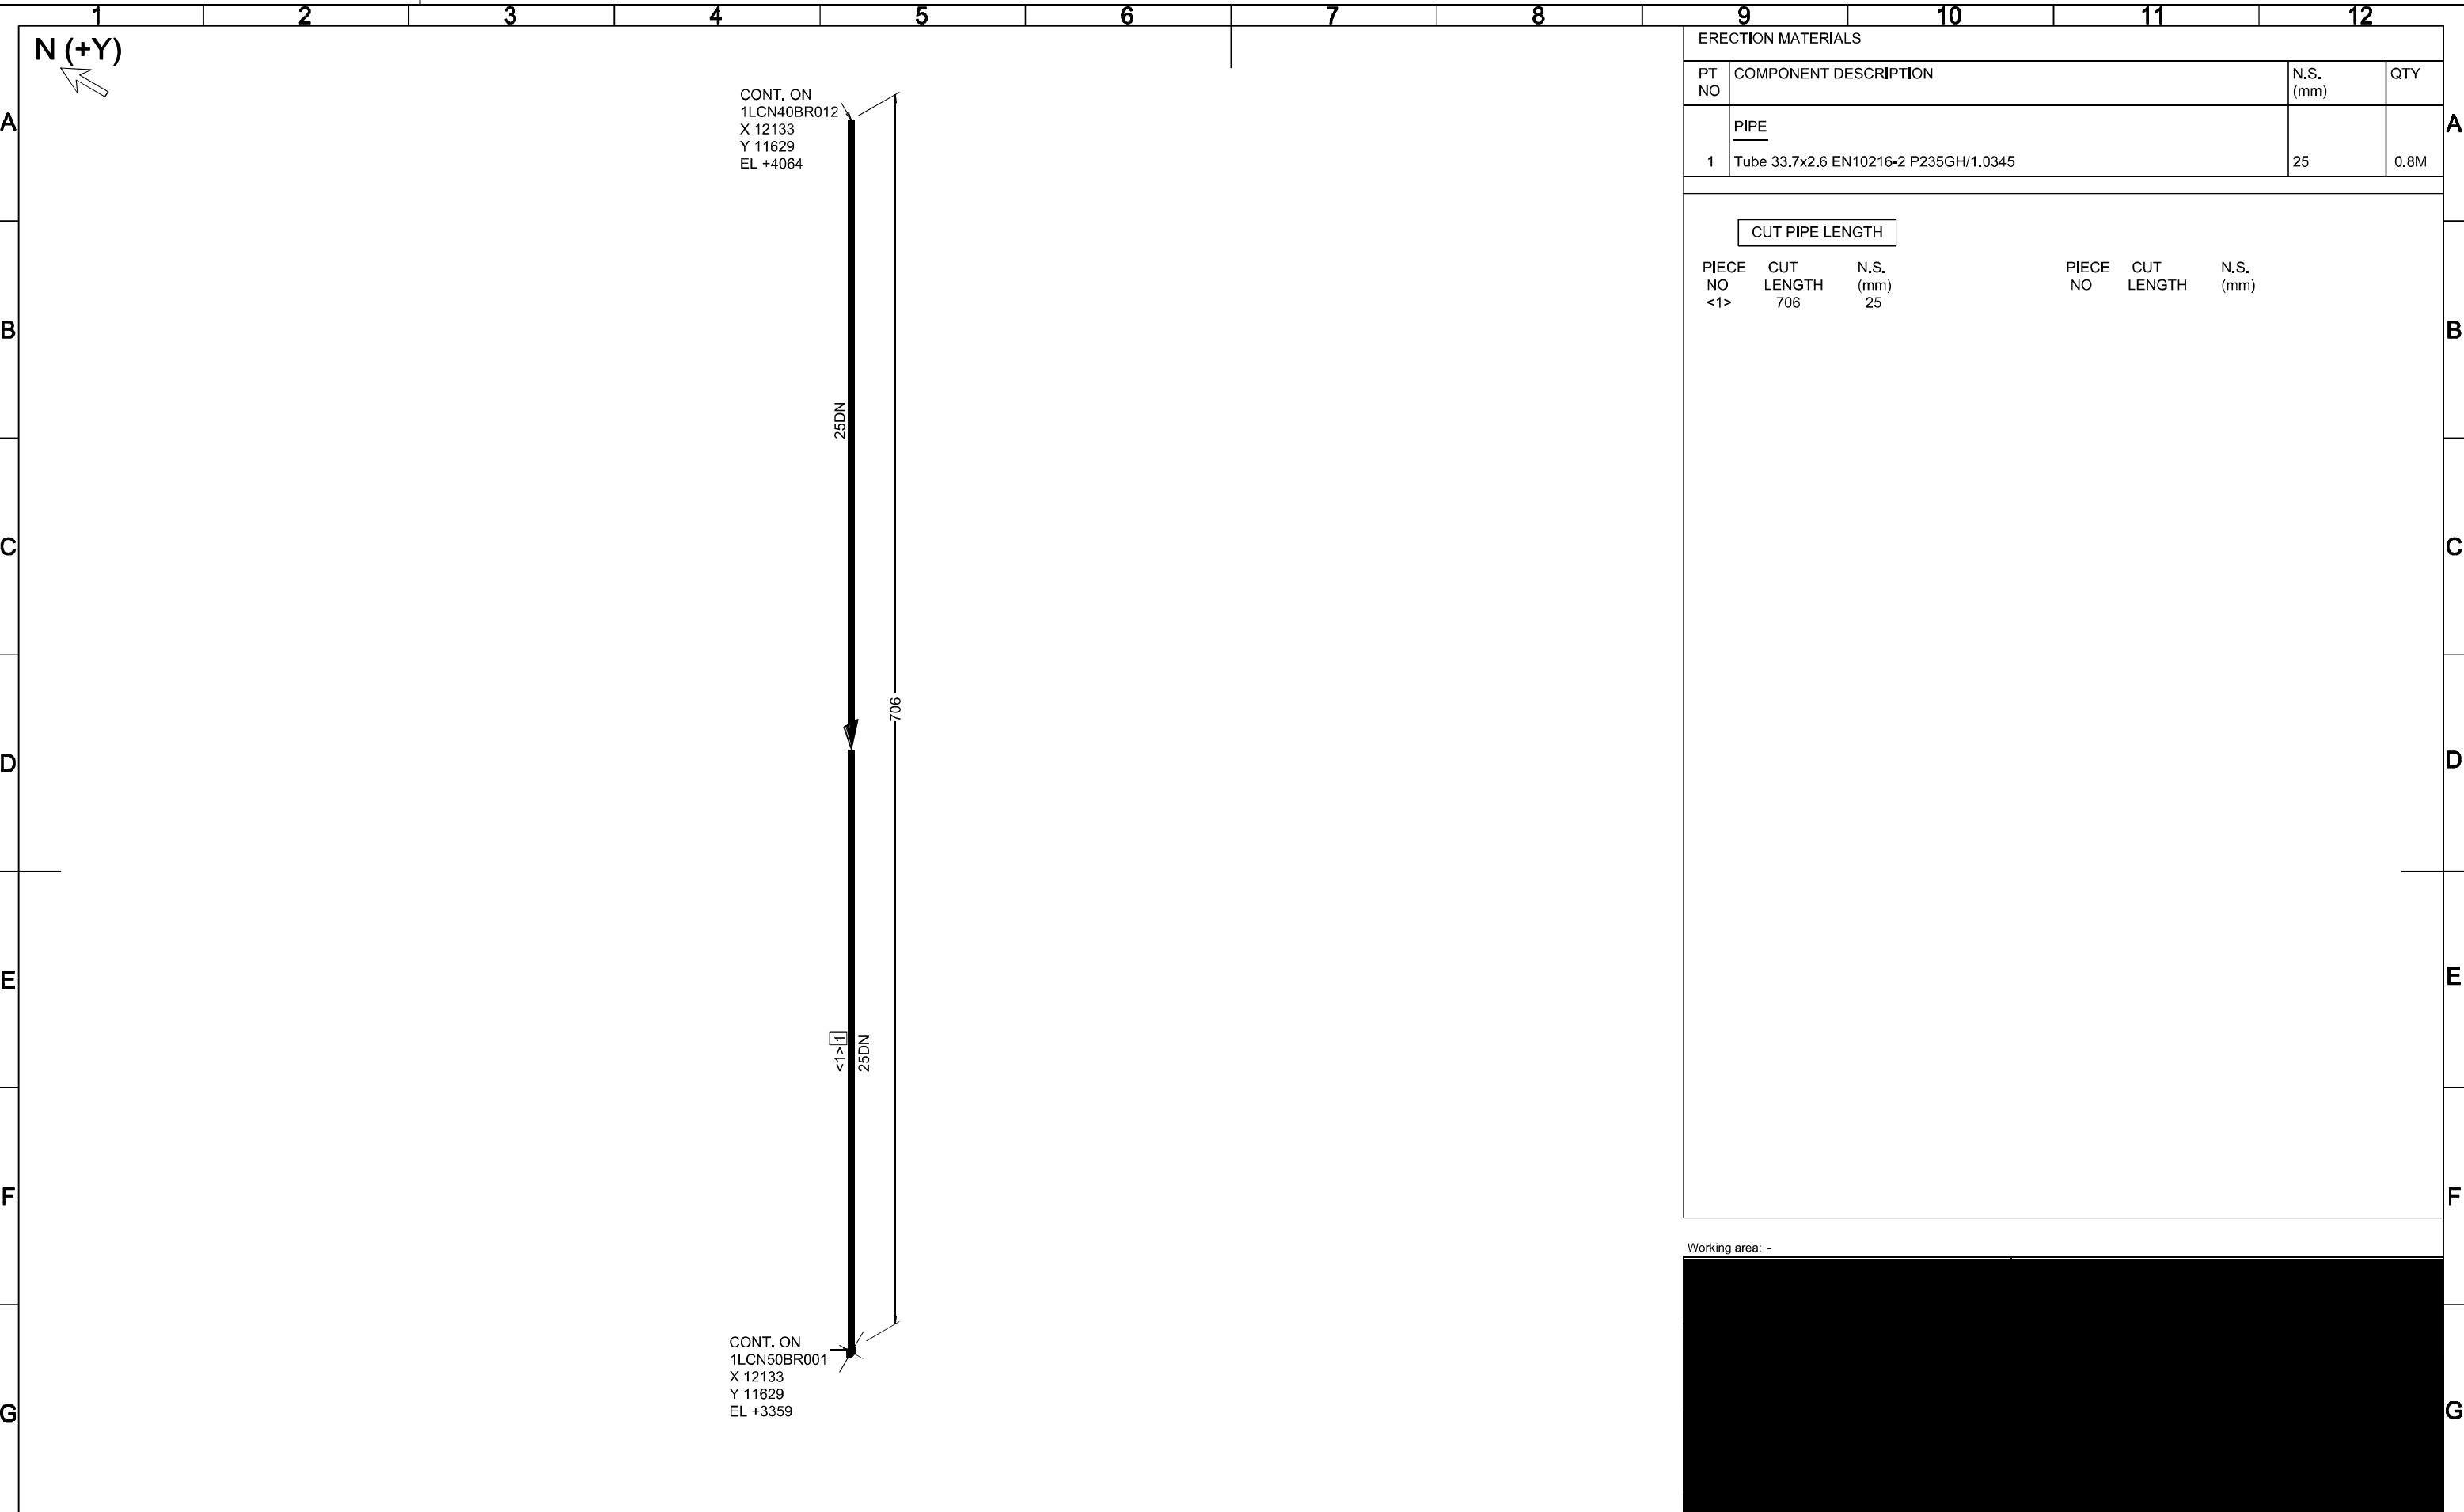 1 2 3 4 5 6 7 8 9 10 11 12
N (+Y)
A A
B B
C C
D D
E E
F F
G G
CONT. ON
1LCN40BR012
X 12133
Y 11629
EL +4064
25DN
706
<1> 1
25DN
CONT. ON
1LCN50BR001
X 12133
Y 11629
EL +3359
ERECTION MATERIALS
PT COMPONENT DESCRIPTION N.S. QTY
NO (mm)
PIPE
1 Tube 33.7x2.6 EN10216-2 P235GH/1.0345 25 0.8M
CUT PIPE LENGTH
PIECE CUT N.S. PIECE CUT N.S.
NO LENGTH (mm) NO LENGTH (mm)
<1> 706 25
Working area: -